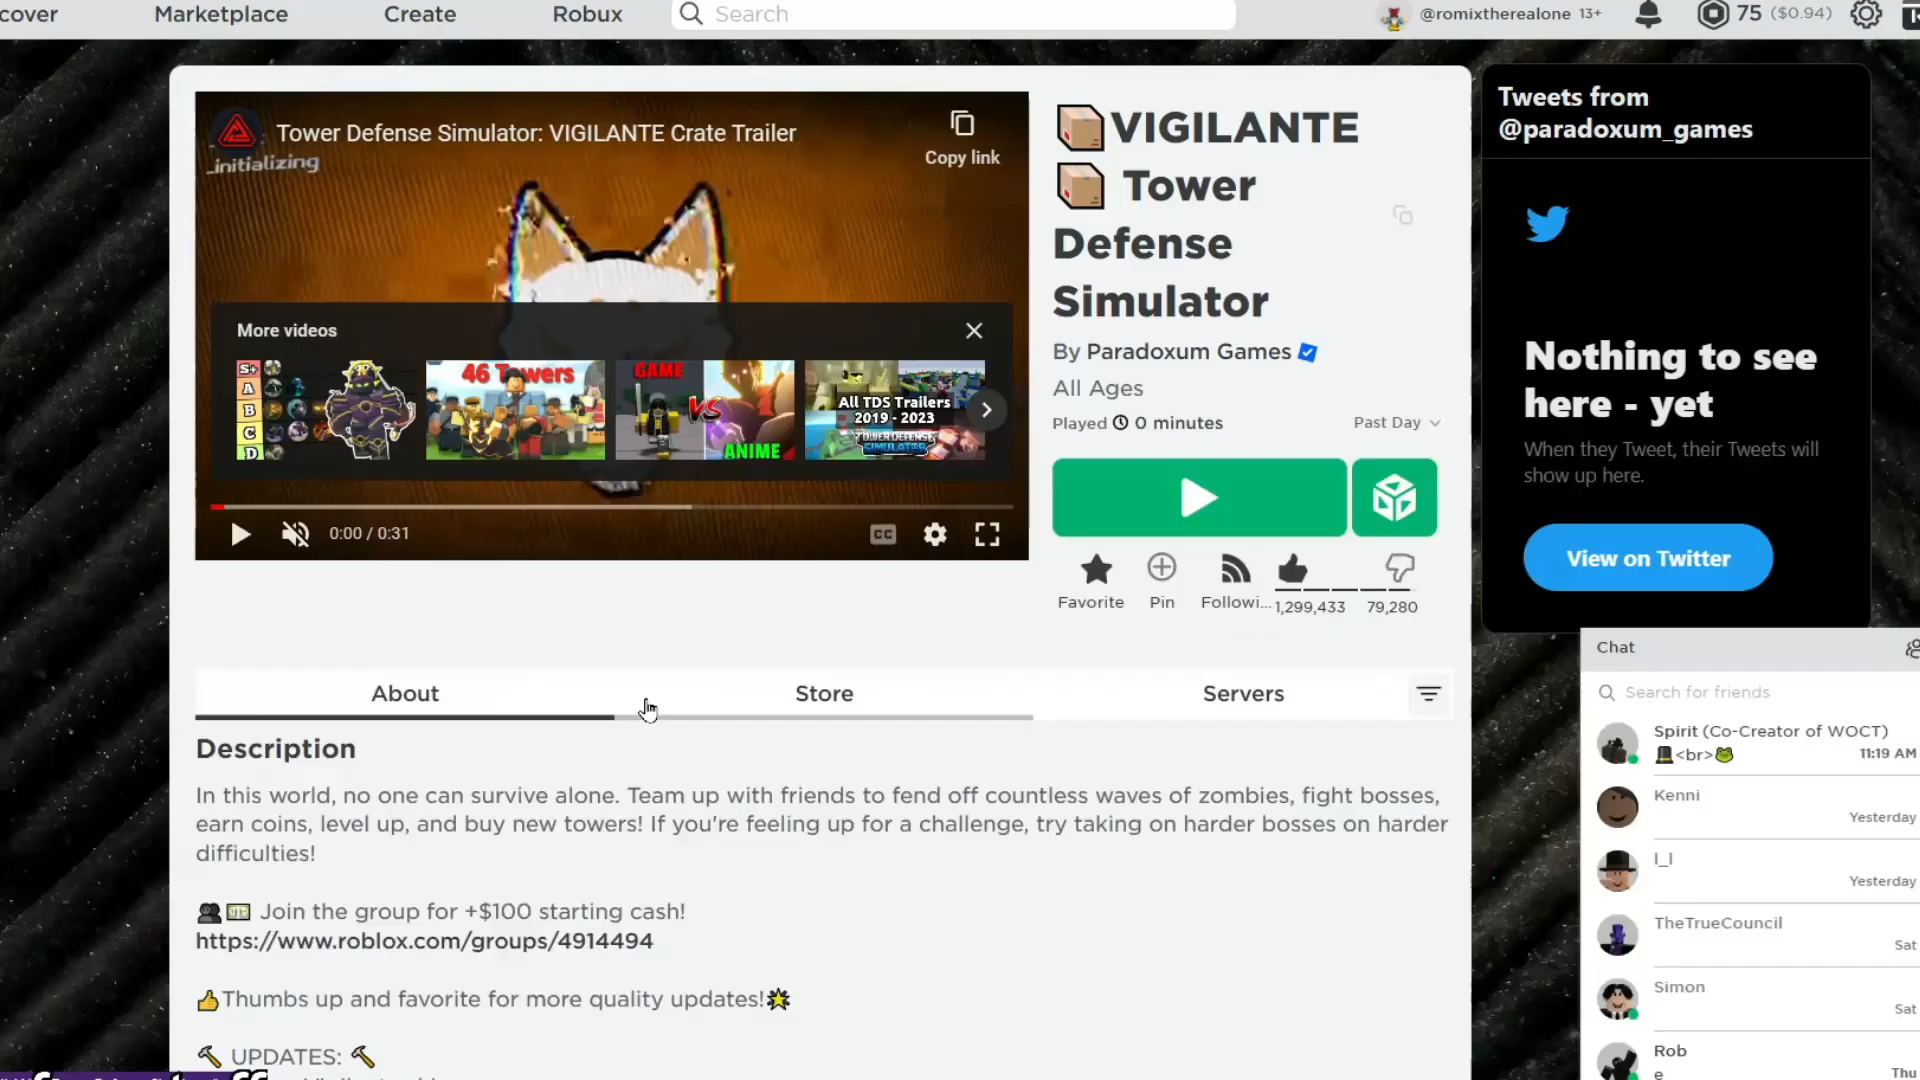 cover
Marketplace
Create
Robux
Search
@romixtherealone 13+
75 ($0.94)
Tower Defense Simulator: VIGILANTE Crate Trailer
_initializing
Copy link
More videos
S+
A
B
C
D
46 Towers
GAME
VS
ANIME
All TDS Trailers
2019 - 2023
TOWER DEFENSE
SIMULATOR
0:00 / 0:31
CC
📦VIGILANTE
📦 Tower
Defense
Simulator
By Paradoxum Games
All Ages
Played 0 minutes
Past Day
Favorite
Pin
Followi...
1,299,433
79,280
Tweets from
@paradoxum_games
Nothing to see
here - yet
When they Tweet, their Tweets will
show up here.
View on Twitter
About
Store
Servers
Description
In this world, no one can survive alone. Team up with friends to fend off countless waves of zombies, fight bosses,
earn coins, level up, and buy new towers! If you're feeling up for a challenge, try taking on harder bosses on harder
difficulties!
👥💵 Join the group for +$100 starting cash!
https://www.roblox.com/groups/4914494
👍Thumbs up and favorite for more quality updates!🌟
🔨 UPDATES: 🔨
Chat
Search for friends
Spirit (Co-Creator of WOCT)
🎩<br>🐸
11:19 AM
Kenni
Yesterday
I_I
Yesterday
TheTrueCouncil
Sat
Simon
Sat
Rob
e
Thu